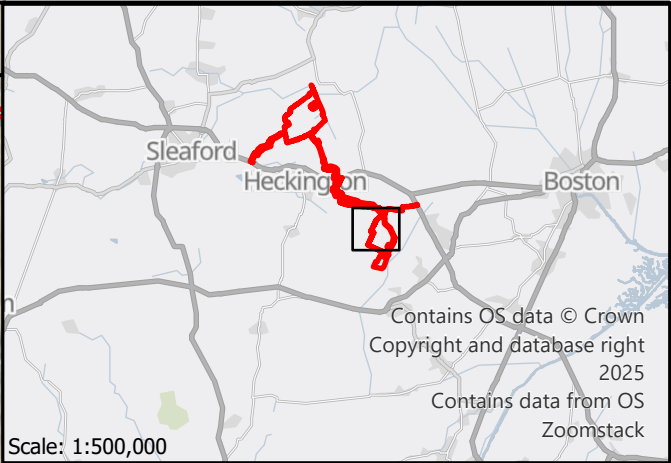 Sleaford
Heckington
Boston
Contains OS data © Crown
Copyright and database right
2025
Contains data from OS
Zoomstack
Scale: 1:500,000